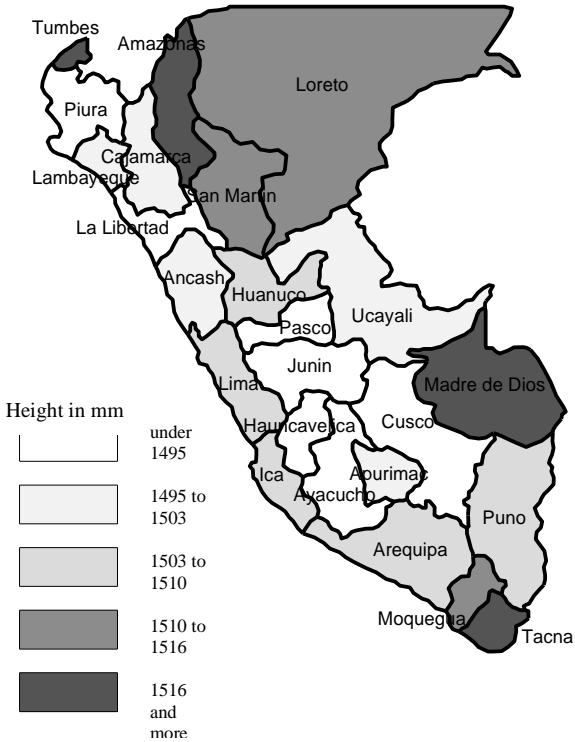 Tumbes
Amazonas
Loreto
Piura
Cajamarca
Lambayeque
San Martin
La Libertad
Ancash
Huanuco
Ucayali
Pasco
Junin
Lima
Madre de Dios
Height in mm
Hauncavelica
Cusco
under
1495
Ica
Apurimac
Ayacucho
1495 to
1503
Puno
Arequipa
1503 to
1510
Moquegua
1510 to
1516
Tacna
1516
and
more